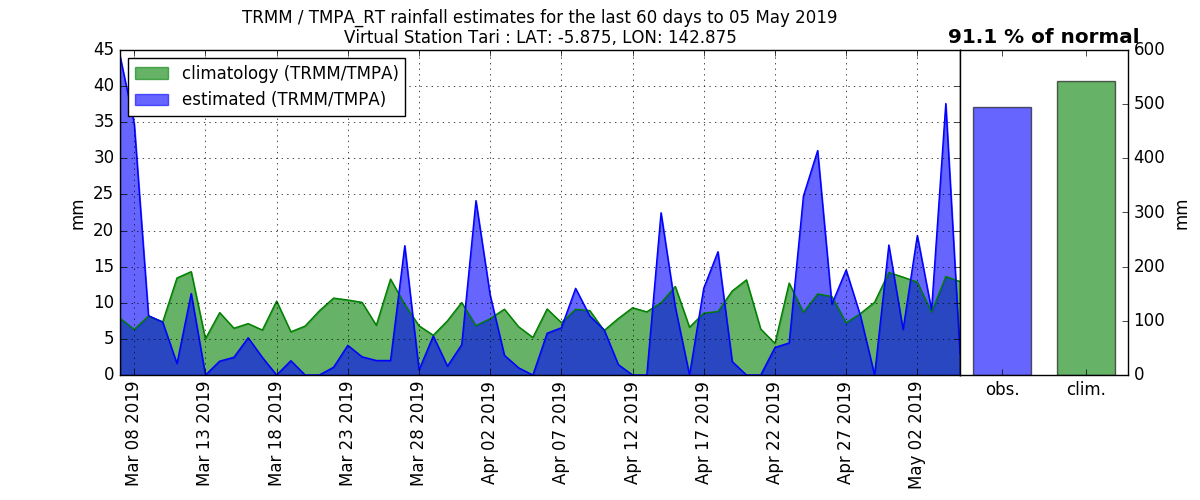 TRMM / TMPA_RT rainfall estimates for the last 60 days to 05 May 2019
Virtual Station Tari : LAT: -5.875, LON: 142.875
91.1 % of normal
climatology (TRMM/TMPA)
estimated (TRMM/TMPA)
45
40
35
30
25
20
15
10
5
0
mm
Mar 08 2019
Mar 13 2019
Mar 18 2019
Mar 23 2019
Mar 28 2019
Apr 02 2019
Apr 07 2019
Apr 12 2019
Apr 17 2019
Apr 22 2019
Apr 27 2019
May 02 2019
obs.
clim.
600
500
400
300
200
100
0
mm